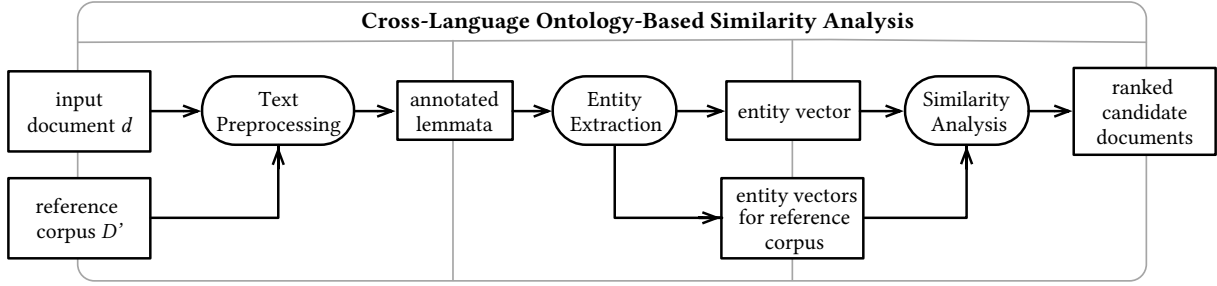 Cross-Language Ontology-Based Similarity Analysis
input
document d
Text
Preprocessing
annotated
lemmata
Entity
Extraction
entity vector
Similarity
Analysis
ranked
candidate
documents
reference
corpus D'
entity vectors
for reference
corpus